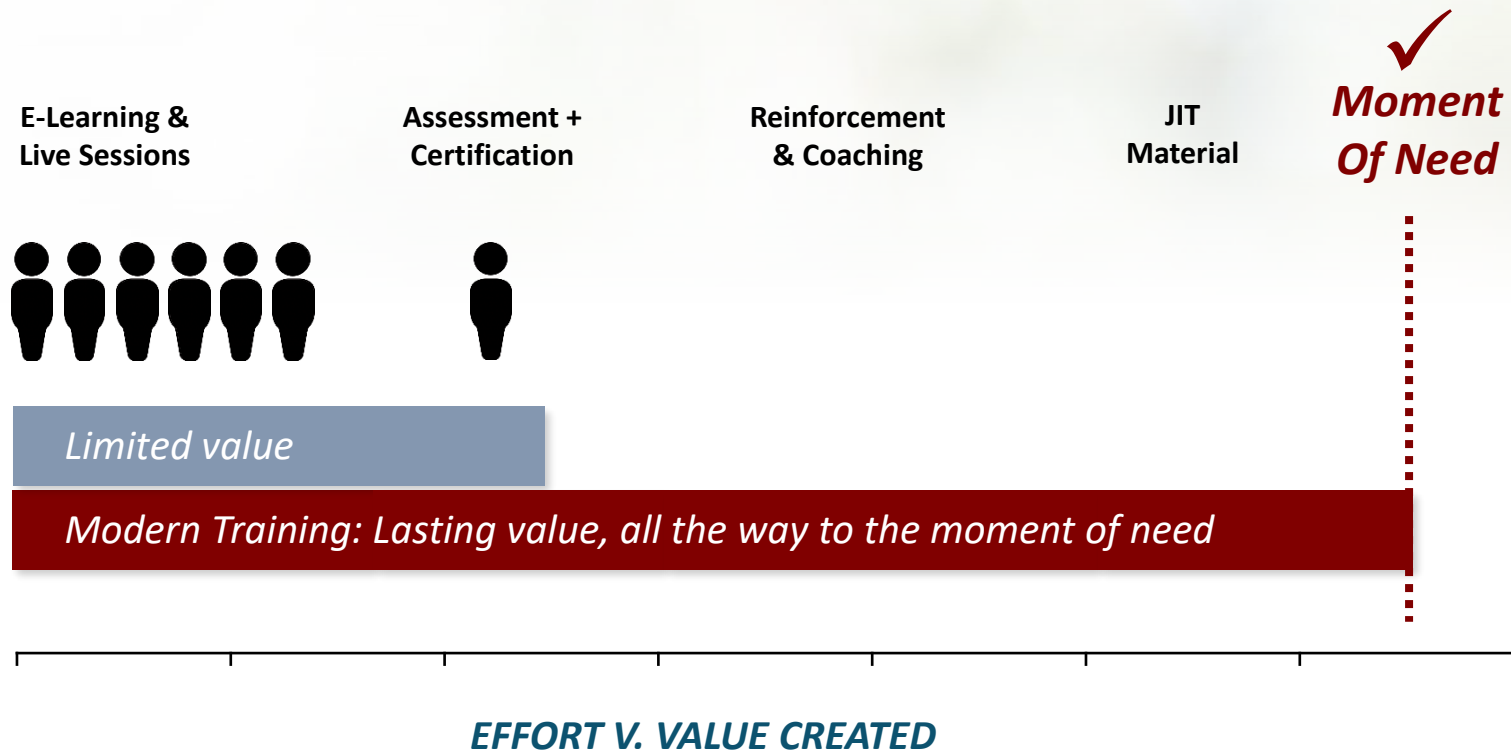 E-Learning &
Live Sessions
Assessment +
Certification
Reinforcement
& Coaching
JIT
Material
Moment
Of Need
Limited value
Modern Training: Lasting value, all the way to the moment of need
EFFORT V. VALUE CREATED